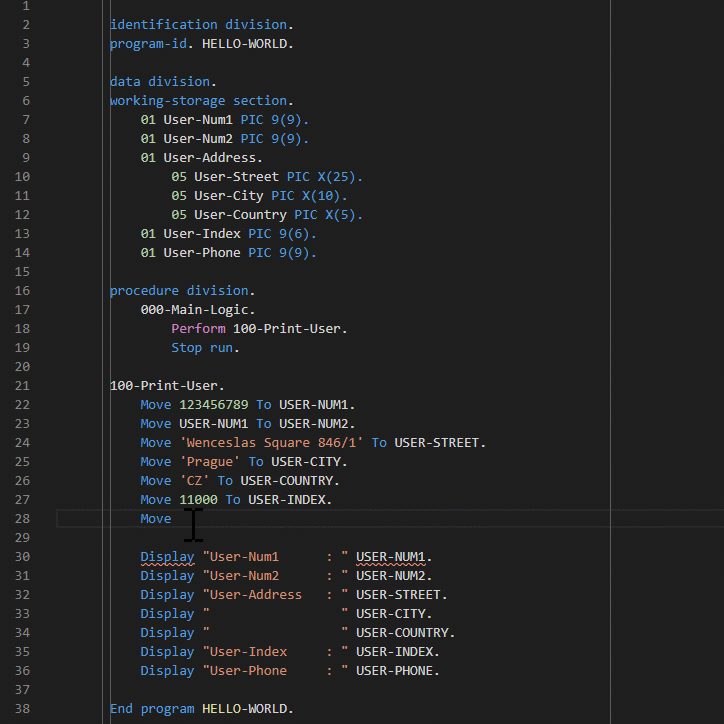 1
2 identification division.
3 program-id. HELLO-WORLD.
4
5 data division.
6 working-storage section.
7     01 User-Num1 PIC 9(9).
8     01 User-Num2 PIC 9(9).
9     01 User-Address.
10         05 User-Street PIC X(25).
11         05 User-City PIC X(10).
12         05 User-Country PIC X(5).
13     01 User-Index PIC 9(6).
14     01 User-Phone PIC 9(9).
15
16 procedure division.
17     000-Main-Logic.
18         Perform 100-Print-User.
19         Stop run.
20
21 100-Print-User.
22     Move 123456789 To USER-NUM1.
23     Move USER-NUM1 To USER-NUM2.
24     Move 'Wenceslas Square 846/1' To USER-STREET.
25     Move 'Prague' To USER-CITY.
26     Move 'CZ' To USER-COUNTRY.
27     Move 11000 To USER-INDEX.
28     Move
29
30     Display "User-Num1      : " USER-NUM1.
31     Display "User-Num2      : " USER-NUM2.
32     Display "User-Address   : " USER-STREET.
33     Display "                 " USER-CITY.
34     Display "                 " USER-COUNTRY.
35     Display "User-Index     : " USER-INDEX.
36     Display "User-Phone     : " USER-PHONE.
37
38 End program HELLO-WORLD.